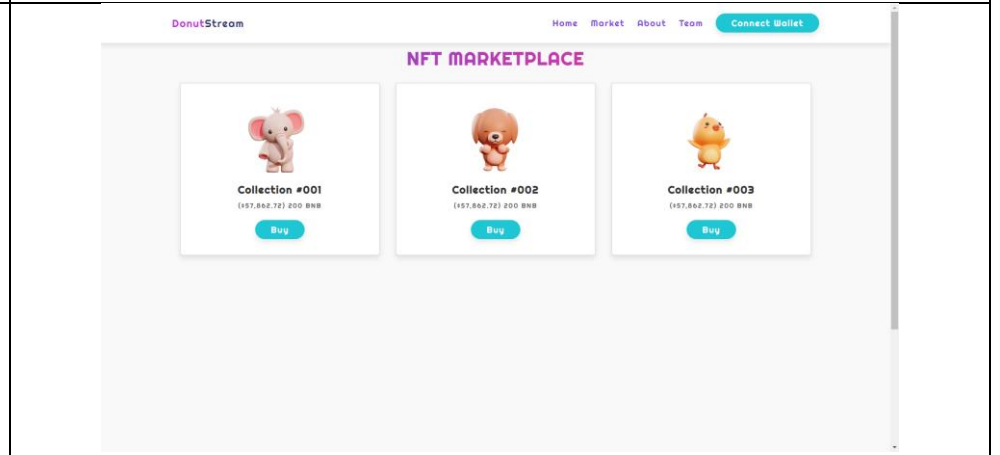 DonutStream
Home Market About Team Connect Wallet
NFT MARKETPLACE
Collection #001 Collection #002 Collection #003
($57,862.72) 200 BNB ($57,862.72) 200 BNB ($57,862.72) 200 BNB
Buy Buy Buy